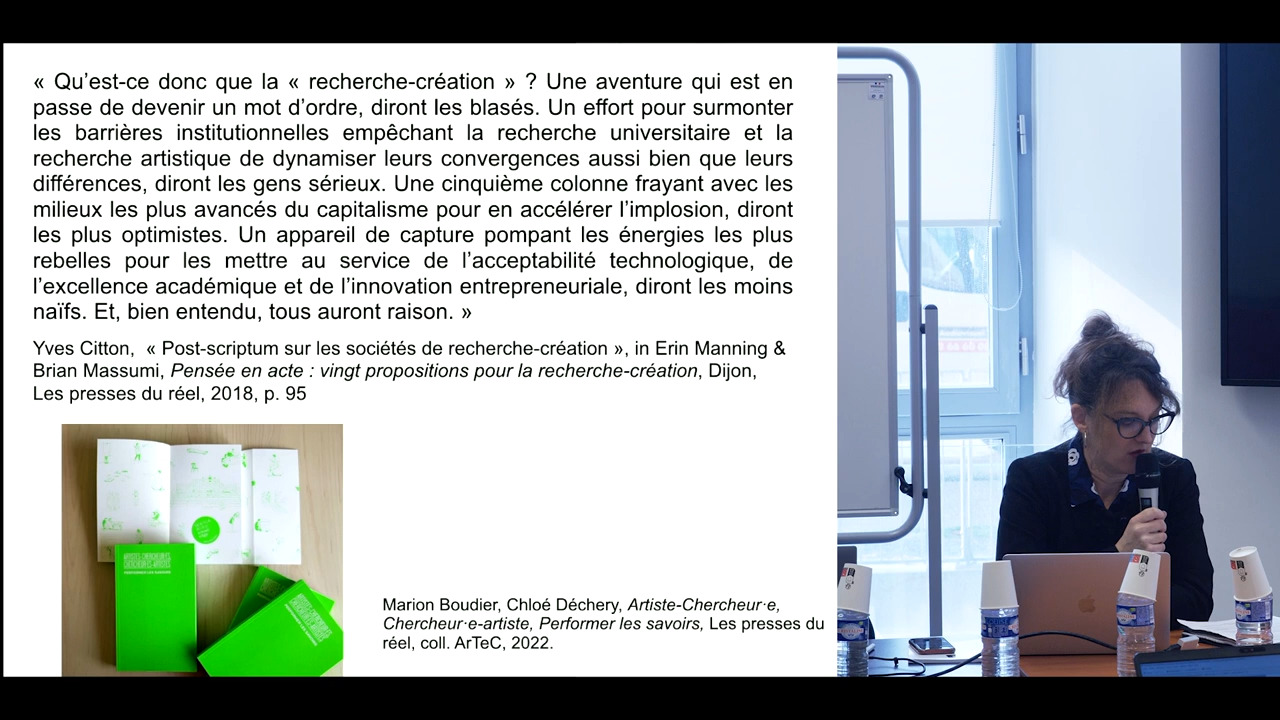 « Qu’est-ce donc que la « recherche-création » ? Une aventure qui est en
passe de devenir un mot d’ordre, diront les blasés. Un effort pour surmonter
les barrières institutionnelles empêchant la recherche universitaire et la
recherche artistique de dynamiser leurs convergences aussi bien que leurs
différences, diront les gens sérieux. Une cinquième colonne frayant avec les
milieux les plus avancés du capitalisme pour en accélérer l’implosion, diront
les plus optimistes. Un appareil de capture pompant les énergies les plus
rebelles pour les mettre au service de l’acceptabilité technologique, de
l’excellence académique et de l’innovation entrepreneuriale, diront les moins
naïfs. Et, bien entendu, tous auront raison. »
Yves Citton, « Post-scriptum sur les sociétés de recherche-création », in Erin Manning &
Brian Massumi, Pensée en acte : vingt propositions pour la recherche-création, Dijon,
Les presses du réel, 2018, p. 95
Marion Boudier, Chloé Déchery, Artiste-Chercheur·e,
Chercheur·e-artiste, Performer les savoirs, Les presses du
réel, coll. ArTeC, 2022.